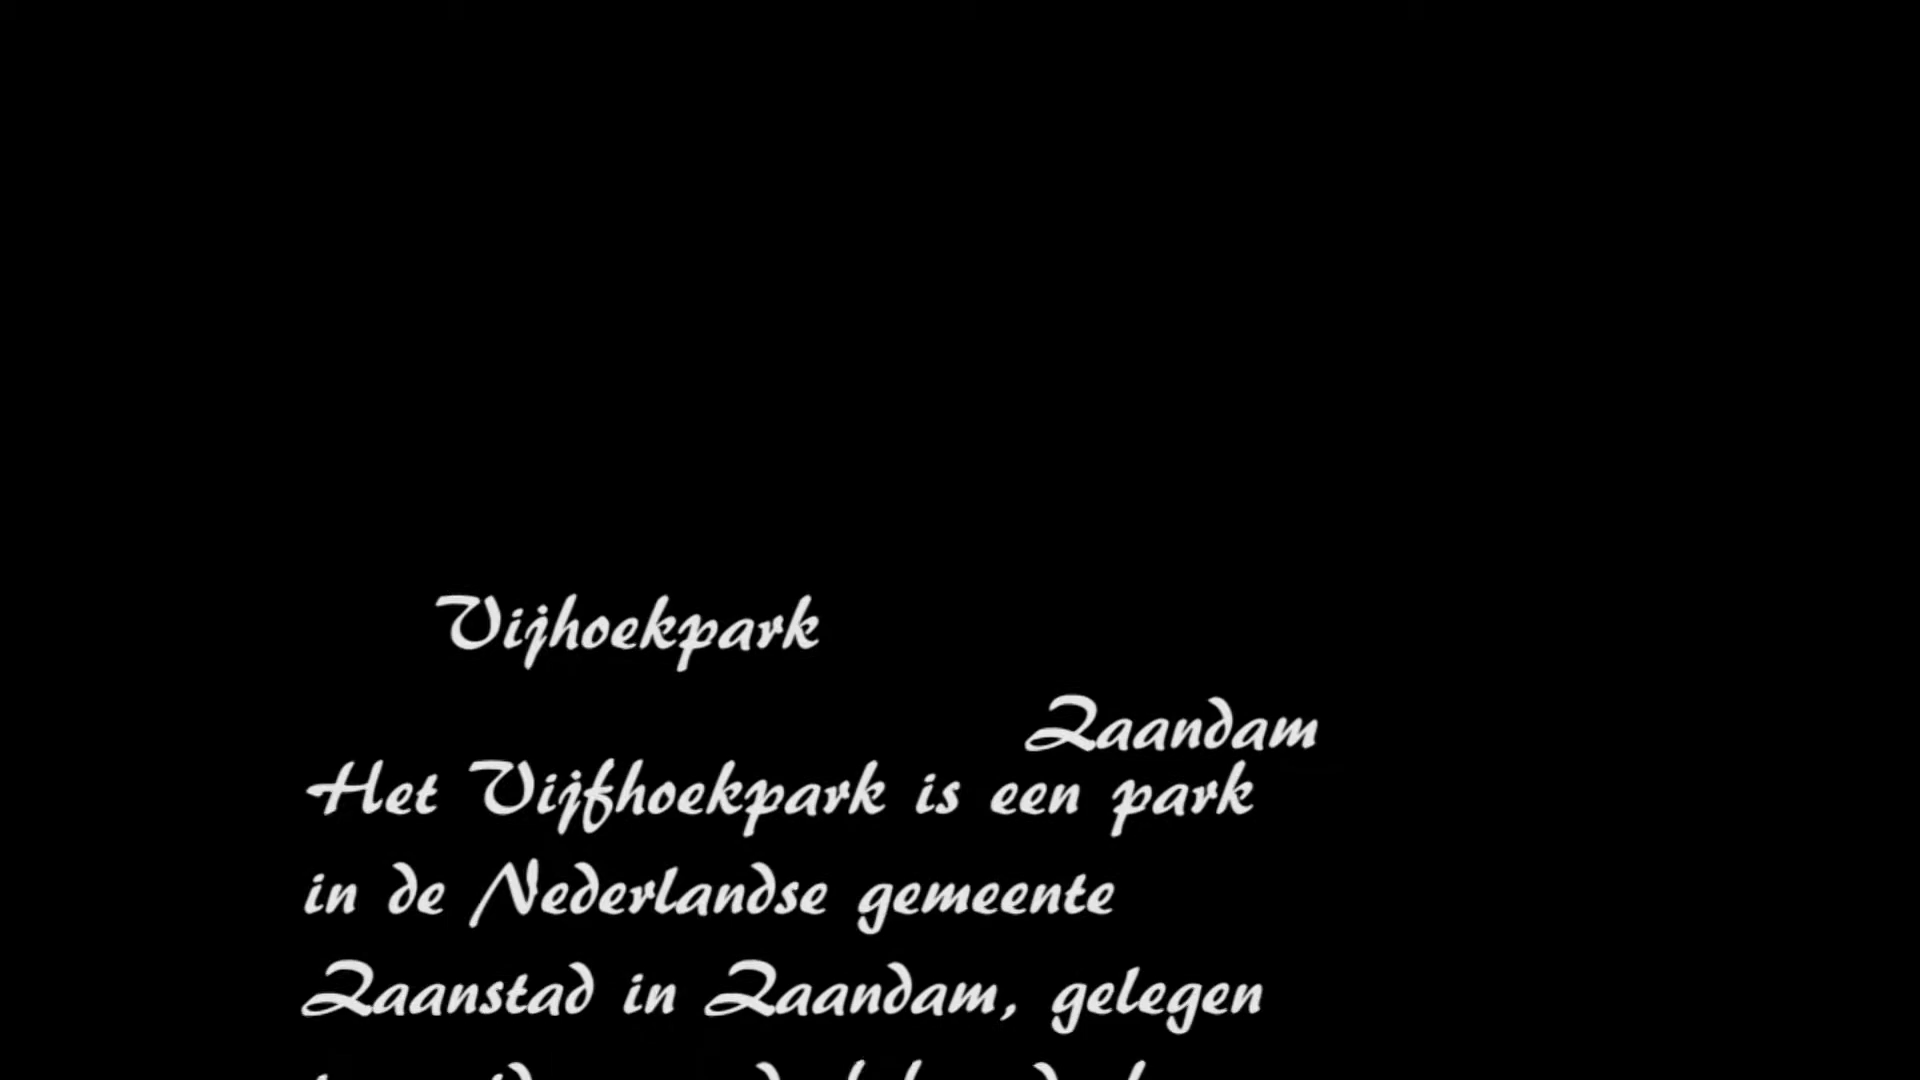 Vijhoekpark
Zaandam
Het Vijfhoekpark is een park
in de Nederlandse gemeente
Zaanstad in Zaandam, gelegen